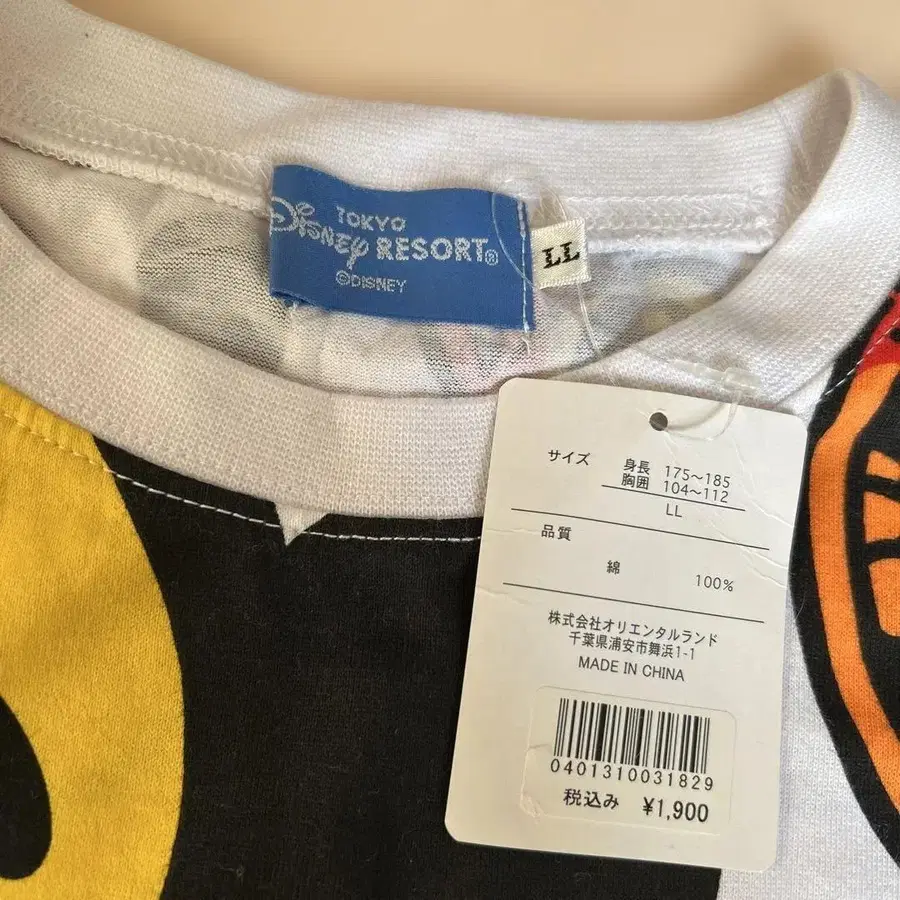 TOKYO
Disney RESORT®
©DISNEY
LL
サイズ 身長 175～185
胸囲 104～112
LL
品質
綿 100%
株式会社オリエンタルランド
千葉県浦安市舞浜1-1
MADE IN CHINA
0401310031829
税込み ¥1,900